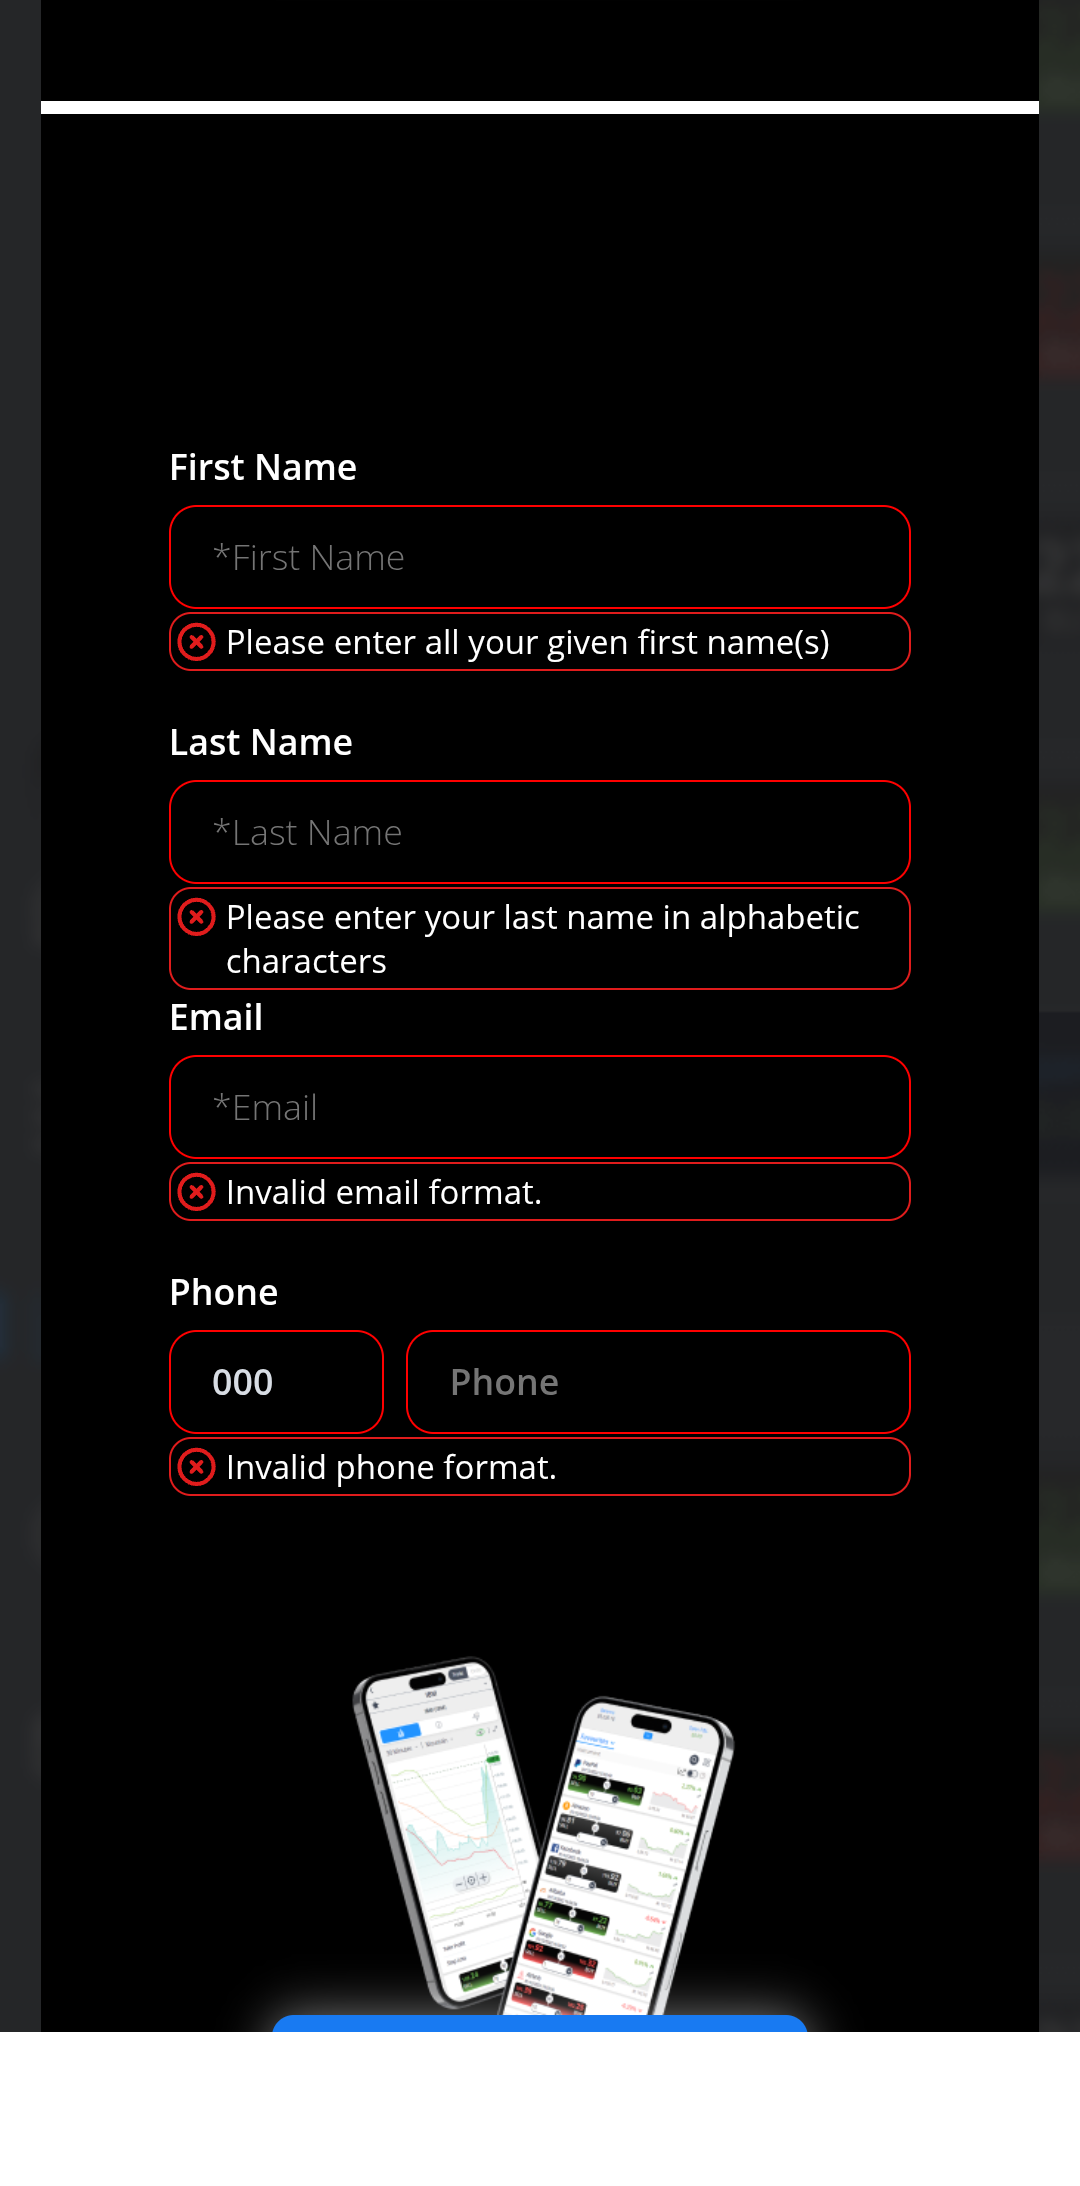 First Name
*First Name
Please enter all your given first name(s)
Last Name
*Last Name
Please enter your last name in alphabetic
characters
Email
*Email
Invalid email format.
Phone
000 Phone
Invalid phone format.